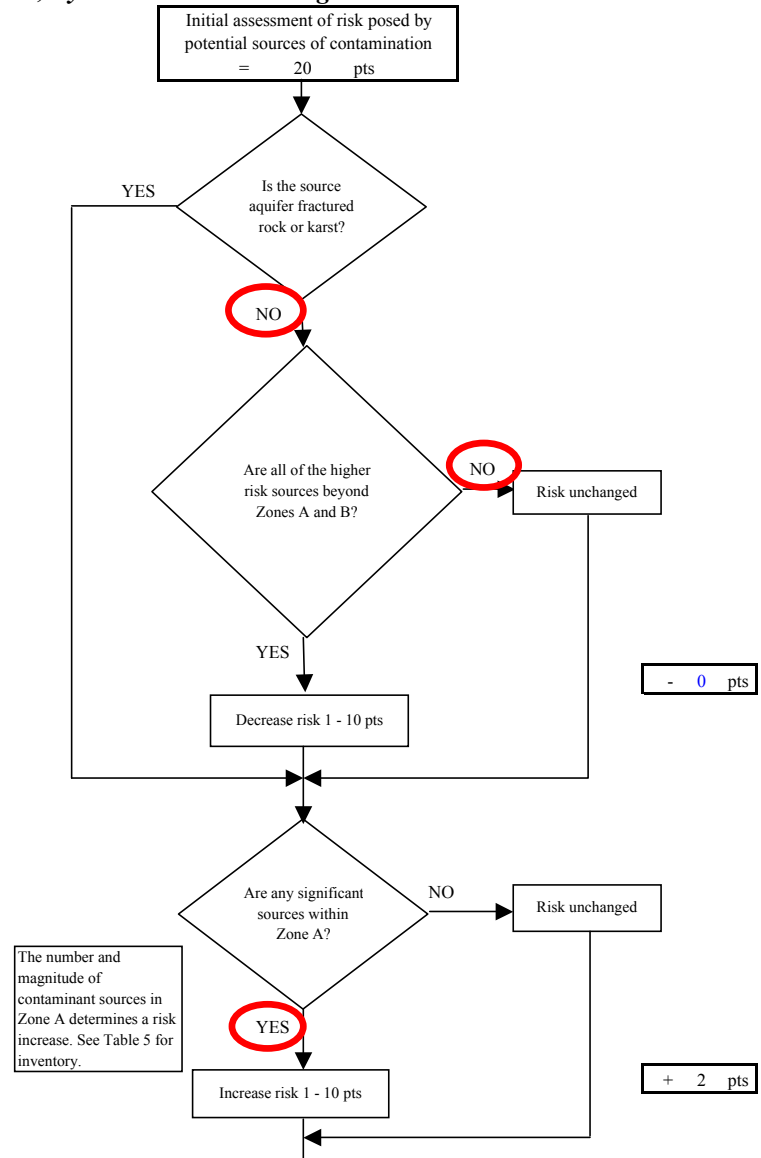 Initial assessment of risk posed by
potential sources of contamination
= 20 pts
YES
Is the source
aquifer fractured
rock or karst?
NO
Are all of the higher
risk sources beyond
Zones A and B?
NO
Risk unchanged
YES
- 0 pts
Decrease risk 1 - 10 pts
Are any significant
sources within
Zone A?
NO
Risk unchanged
The number and
magnitude of
contaminant sources in
Zone A determines a risk
increase. See Table 5 for
inventory.
YES
Increase risk 1 - 10 pts
+ 2 pts